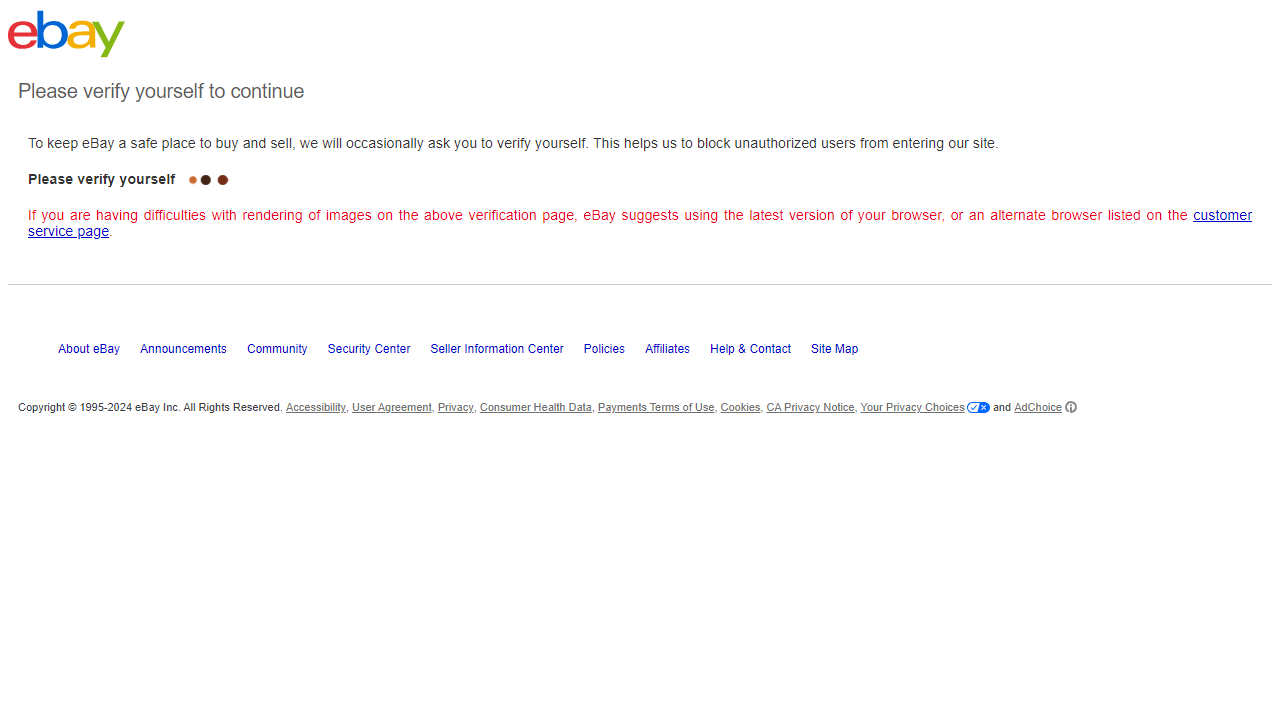 ebay
Please verify yourself to continue
To keep eBay a safe place to buy and sell, we will occasionally ask you to verify yourself. This helps us to block unauthorized users from entering our site.
Please verify yourself
If you are having difficulties with rendering of images on the above verification page, eBay suggests using the latest version of your browser, or an alternate browser listed on the customer
service page.
About eBay Announcements Community Security Center Seller Information Center Policies Affiliates Help & Contact Site Map
Copyright © 1995-2024 eBay Inc. All Rights Reserved. Accessibility, User Agreement, Privacy, Consumer Health Data, Payments Terms of Use, Cookies, CA Privacy Notice, Your Privacy Choices and AdChoice